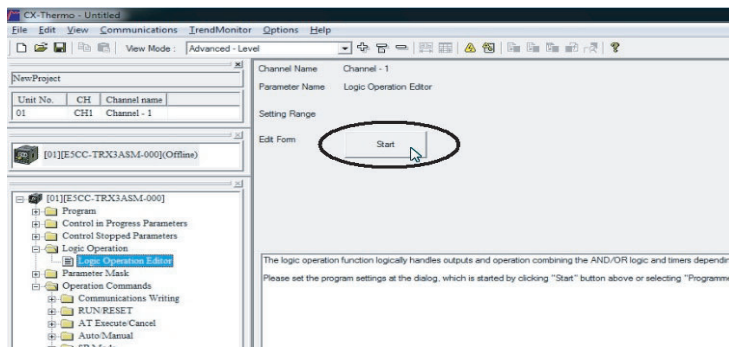 CX-Thermo - Untitled
File Edit View Communications TrendMonitor Options Help
View Mode : Advanced - Level
NewProject
Unit No. CH Channel name
01 CH1 Channel - 1
[01][E5CC-TRX3ASM-000](Offline)
[01][E5CC-TRX3ASM-000]
Program
Control in Progress Parameters
Control Stopped Parameters
Logic Operation
Logic Operation Editor
Parameter Mask
Operation Commands
Communications Writing
RUN/RESET
AT Execute/Cancel
Auto/Manual
SP Mode
Channel Name Channel - 1
Parameter Name Logic Operation Editor
Setting Range
Edit Form Start
The logic operation function logically handles outputs and operation combining the AND/OR logic and timers dependin
Please set the program settings at the dialog, which is started by clicking "Start" button above or selecting "Programme